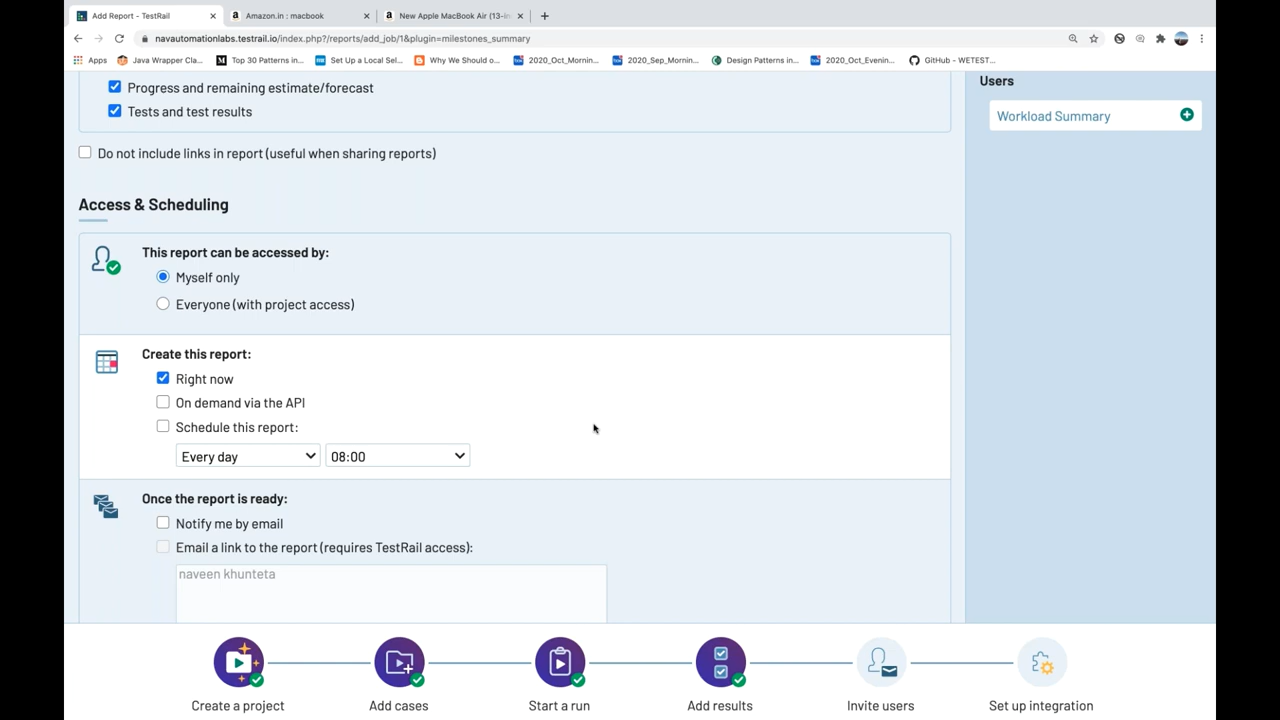 Add Report - TestRail
Amazon.in : macbook
New Apple MacBook Air (13-in
navautomationlabs.testrail.io/index.php?/reports/add_job/1&plugin=milestones_summary
Apps
Java Wrapper Cla...
Top 30 Patterns in...
Set Up a Local Sel...
Why We Should o...
2020_Oct_Mornin...
2020_Sep_Mornin...
Design Patterns in...
2020_Oct_Evenin...
GitHub - WETEST...
Progress and remaining estimate/forecast
Tests and test results
Do not include links in report (useful when sharing reports)
Access & Scheduling
This report can be accessed by:
Myself only
Everyone (with project access)
Create this report:
Right now
On demand via the API
Schedule this report:
Every day
08:00
Once the report is ready:
Notify me by email
Email a link to the report (requires TestRail access):
naveen khunteta
Users
Workload Summary
Create a project
Add cases
Start a run
Add results
Invite users
Set up integration